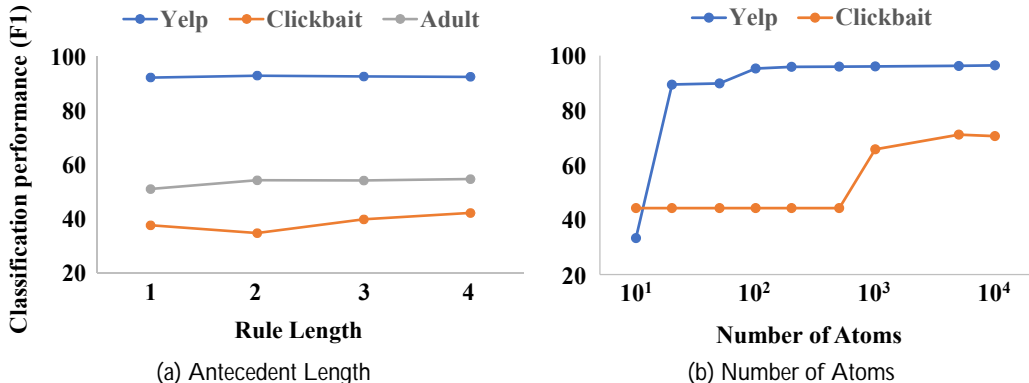 Yelp Clickbait Adult
Classification performance (F1)
100
80
60
40
20
1 2 3 4
Rule Length
(a) Antecedent Length
Yelp Clickbait
100
80
60
40
20
10¹ 10² 10³ 10⁴
Number of Atoms
(b) Number of Atoms